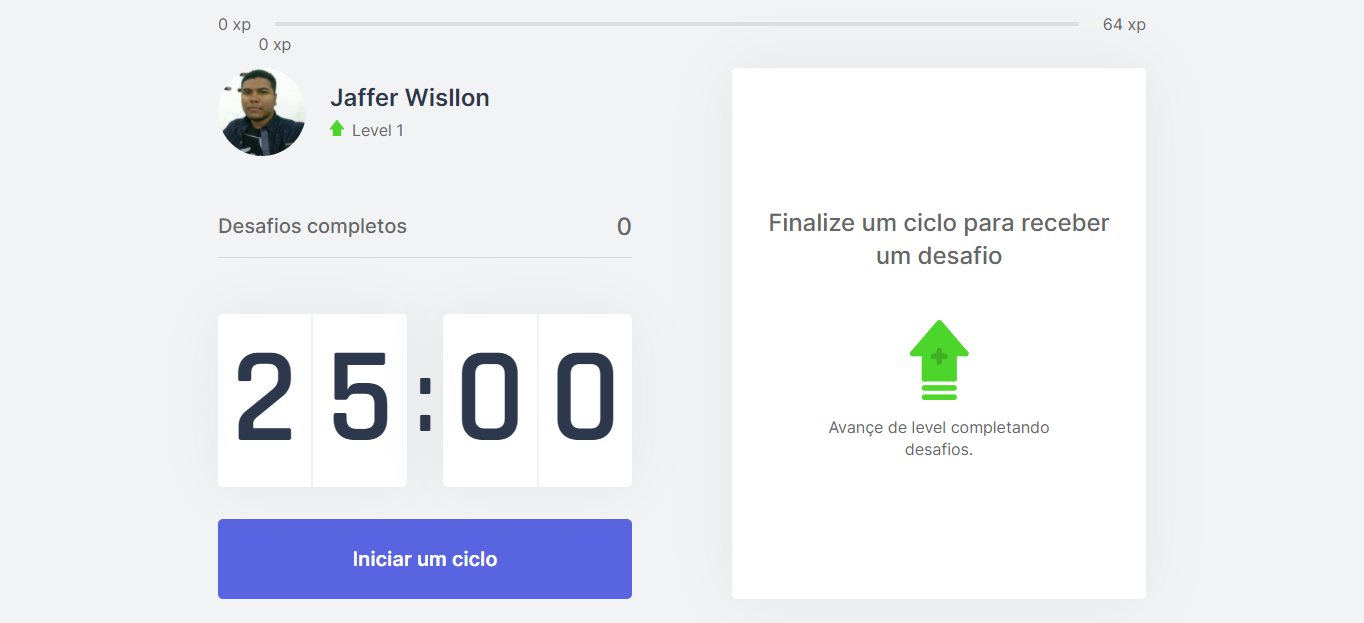 0 xp
64 xp
0 xp
Jaffer Wisllon
Level 1
Desafios completos
0
25:00
Iniciar um ciclo
Finalize um ciclo para receber
um desafio
Avançe de level completando
desafios.